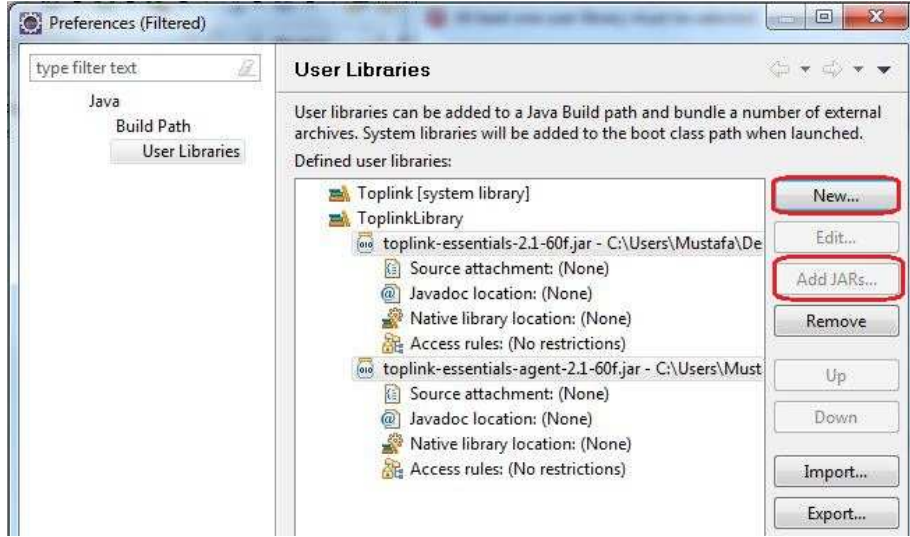 Preferences (Filtered)
type filter text
Java
Build Path
User Libraries
User Libraries
User libraries can be added to a Java Build path and bundle a number of external
archives. System libraries will be added to the boot class path when launched.
Defined user libraries:
Toplink [system library]
ToplinkLibrary
toplink-essentials-2.1-60f.jar - C:\Users\Mustafa\De
Source attachment: (None)
Javadoc location: (None)
Native library location: (None)
Access rules: (No restrictions)
toplink-essentials-agent-2.1-60f.jar - C:\Users\Must
Source attachment: (None)
Javadoc location: (None)
Native library location: (None)
Access rules: (No restrictions)
New...
Edit...
Add JARs...
Remove
Up
Down
Import...
Export...